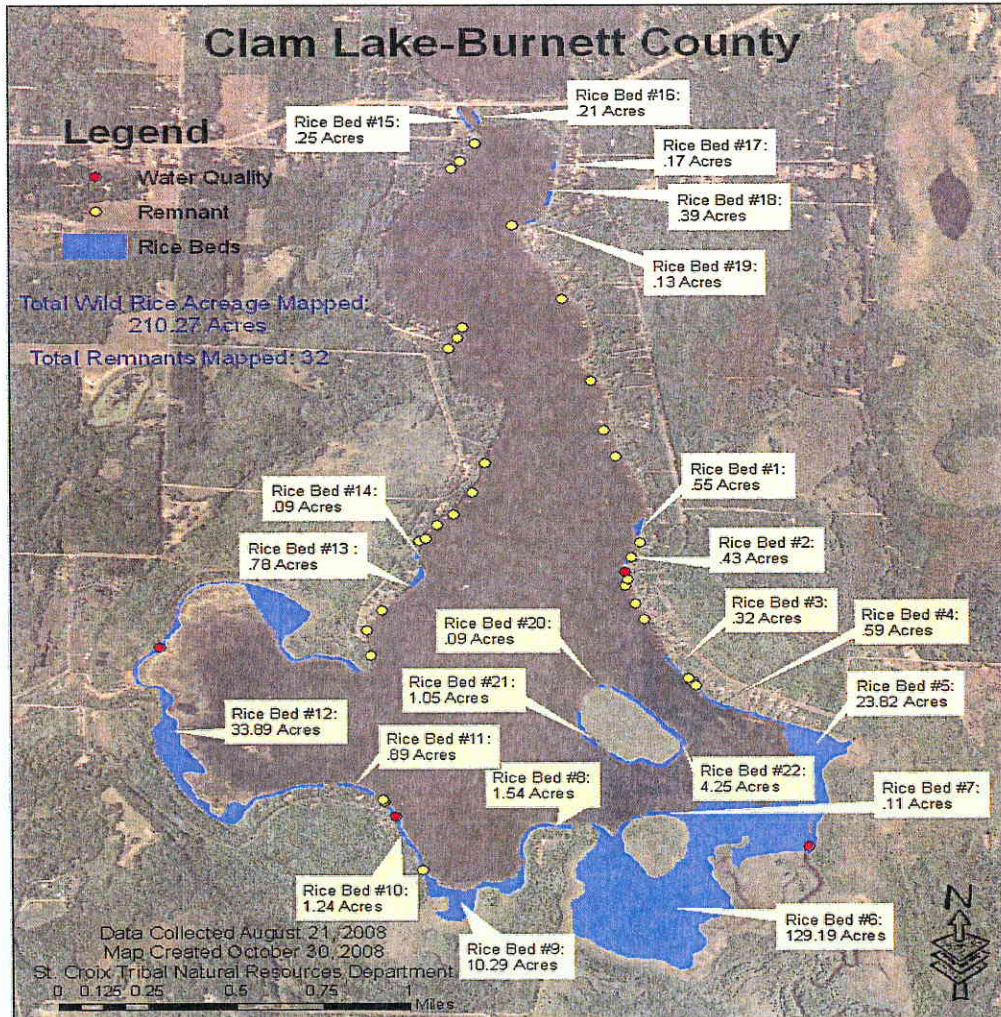 Clam Lake-Burnett County
Legend
Water Quality
Remnant
Rice Beds
Total Wild Rice Acreage Mapped:
210.27 Acres
Total Remnants Mapped: 32
Rice Bed #15:
.25 Acres
Rice Bed #16:
.21 Acres
Rice Bed #17:
.17 Acres
Rice Bed #18:
.39 Acres
Rice Bed #19:
.13 Acres
Rice Bed #1:
.55 Acres
Rice Bed #14:
.09 Acres
Rice Bed #2:
.43 Acres
Rice Bed #13 :
.78 Acres
Rice Bed #3:
.32 Acres
Rice Bed #4:
.59 Acres
Rice Bed #20:
.09 Acres
Rice Bed #21:
1.05 Acres
Rice Bed #5:
23.82 Acres
Rice Bed #12:
33.89 Acres
Rice Bed #11:
.89 Acres
Rice Bed #8:
1.54 Acres
Rice Bed #22:
4.25 Acres
Rice Bed #7:
.11 Acres
Rice Bed #10:
1.24 Acres
Rice Bed #9:
10.29 Acres
Rice Bed #6:
129.19 Acres
N
Data Collected August 21, 2008
Map Created October 30, 2008
St. Croix Tribal Natural Resources Department
0 0.125 0.25 0.5 0.75 1
Miles